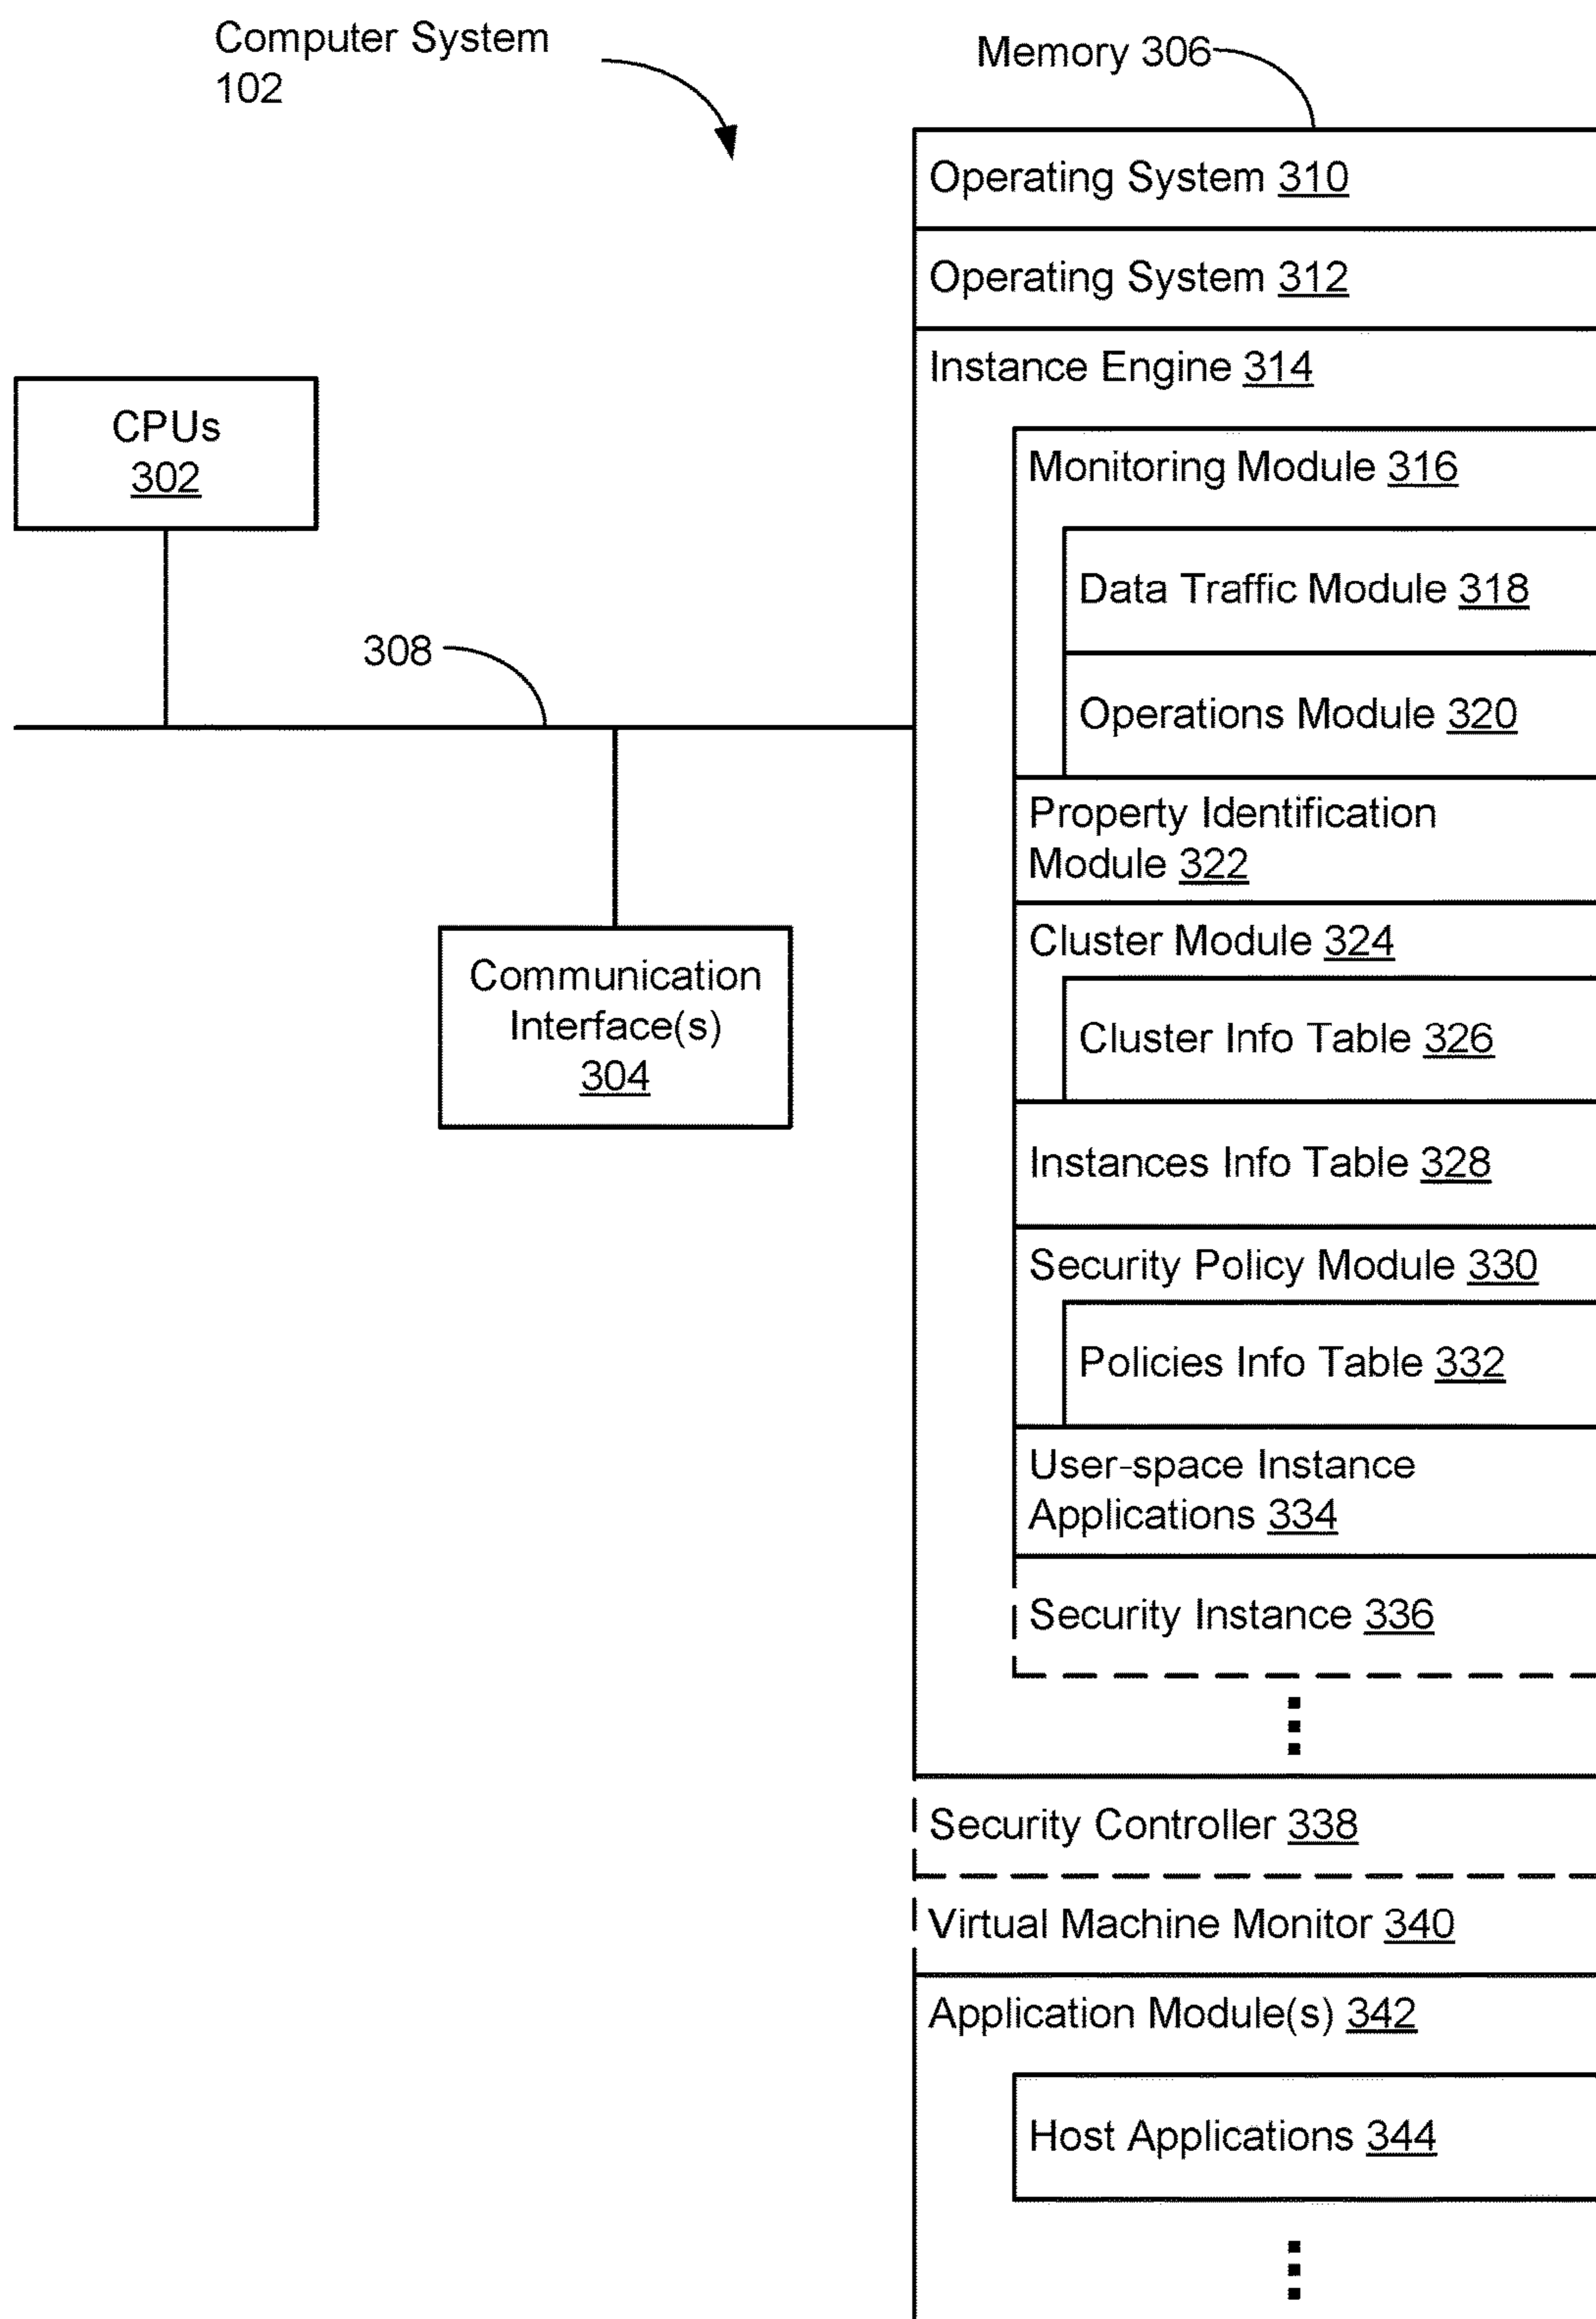 Computer System
102
Memory 306
Operating System 310
Operating System 312
Instance Engine 314
CPUs
302
Monitoring Module 316
Data Traffic Module 318
308
Operations Module 320
Property Identification
Module 322
Cluster Module 324
Communication
Interface(s)
304
Cluster Info Table 326
Instances Info Table 328
Security Policy Module 330
Policies Info Table 332
User-space Instance
Applications 334
Security Instance 336
Security Controller 338
Virtual Machine Monitor 340
Application Module(s) 342
Host Applications 344